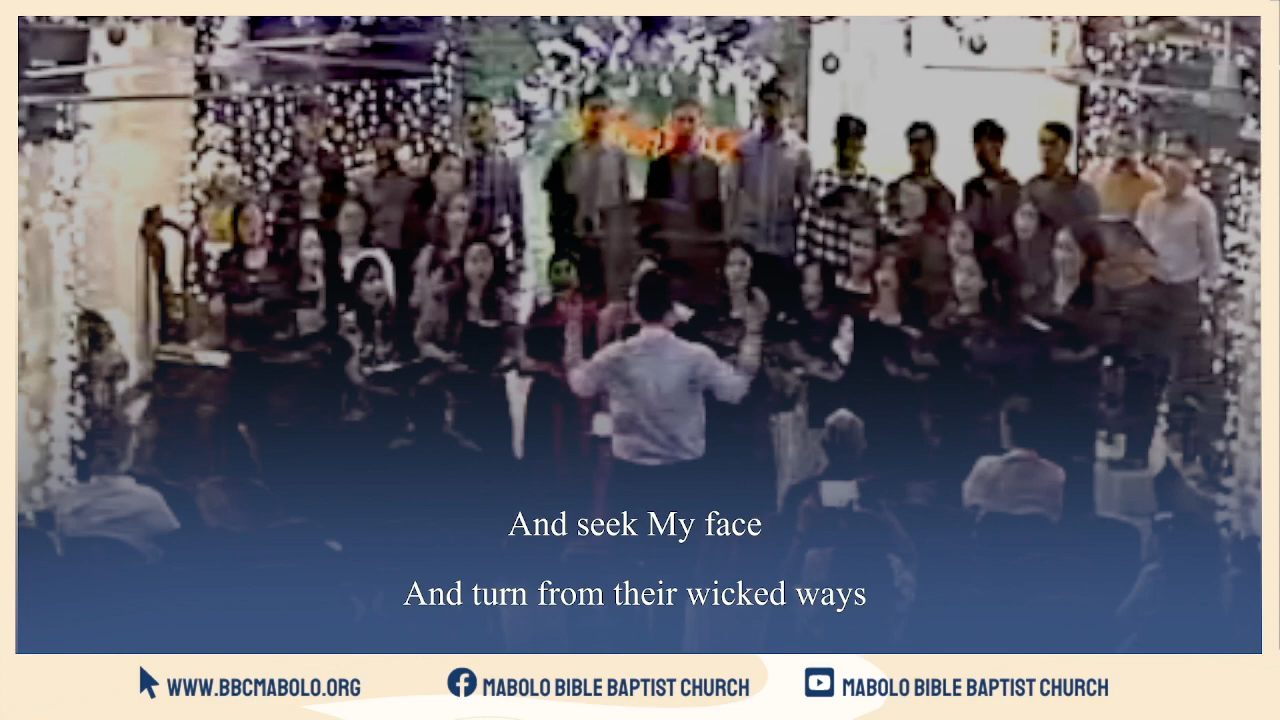 And seek My face
And turn from their wicked ways
WWW.BBCMABOLO.ORG
MABOLO BIBLE BAPTIST CHURCH
MABOLO BIBLE BAPTIST CHURCH